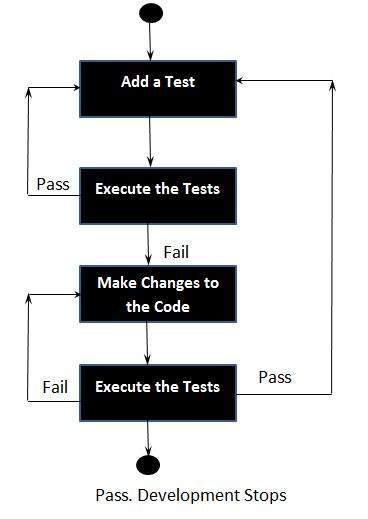 Add a Test
Pass
Execute the Tests
Fail
Make Changes to
the Code
Fail
Execute the Tests
Pass
Pass. Development Stops